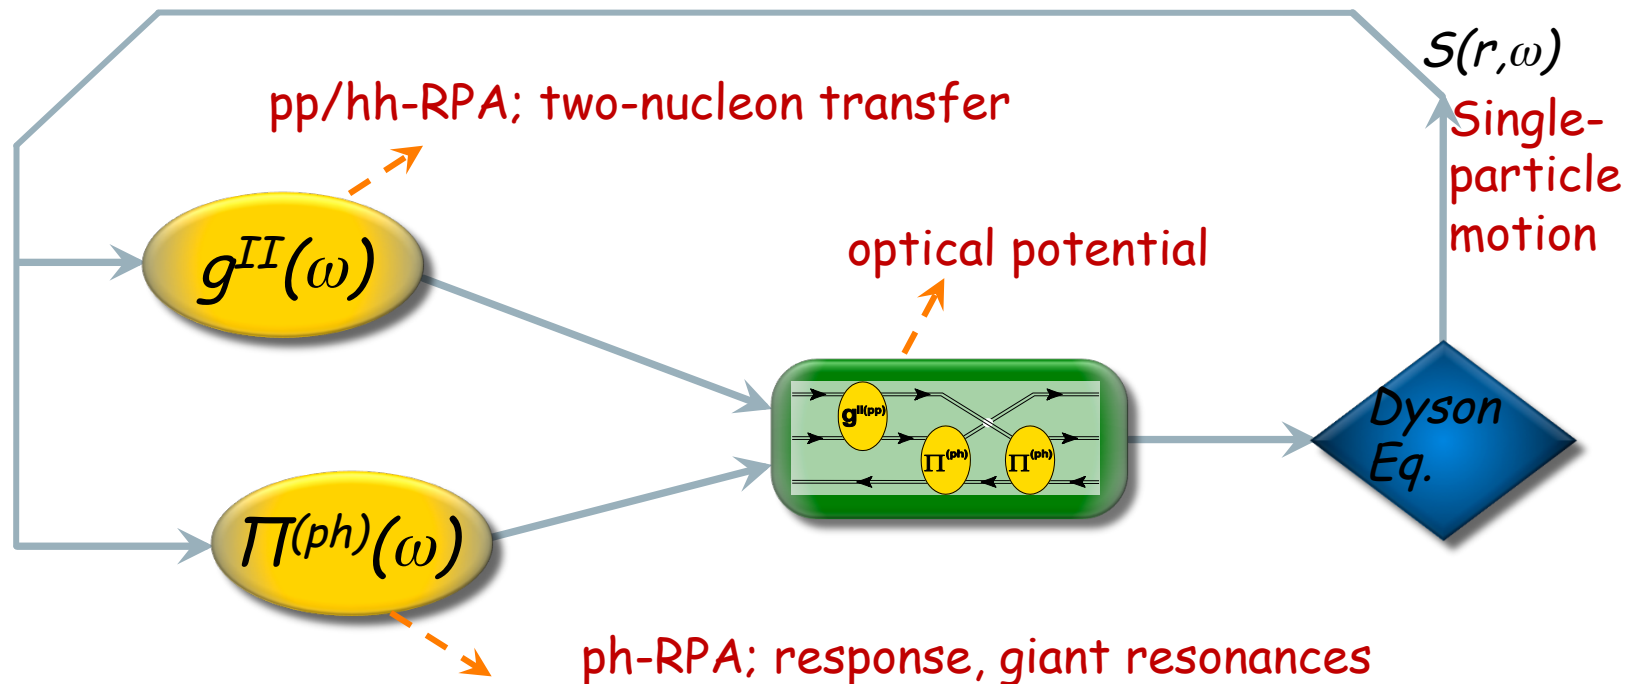 S(r,ω)
pp/hh-RPA; two-nucleon transfer
Single-
particle
motion
g^II(ω)
optical potential
g^II(pp)
Π^(ph) Π^(ph)
Dyson
Eq.
Π^(ph)(ω)
ph-RPA; response, giant resonances